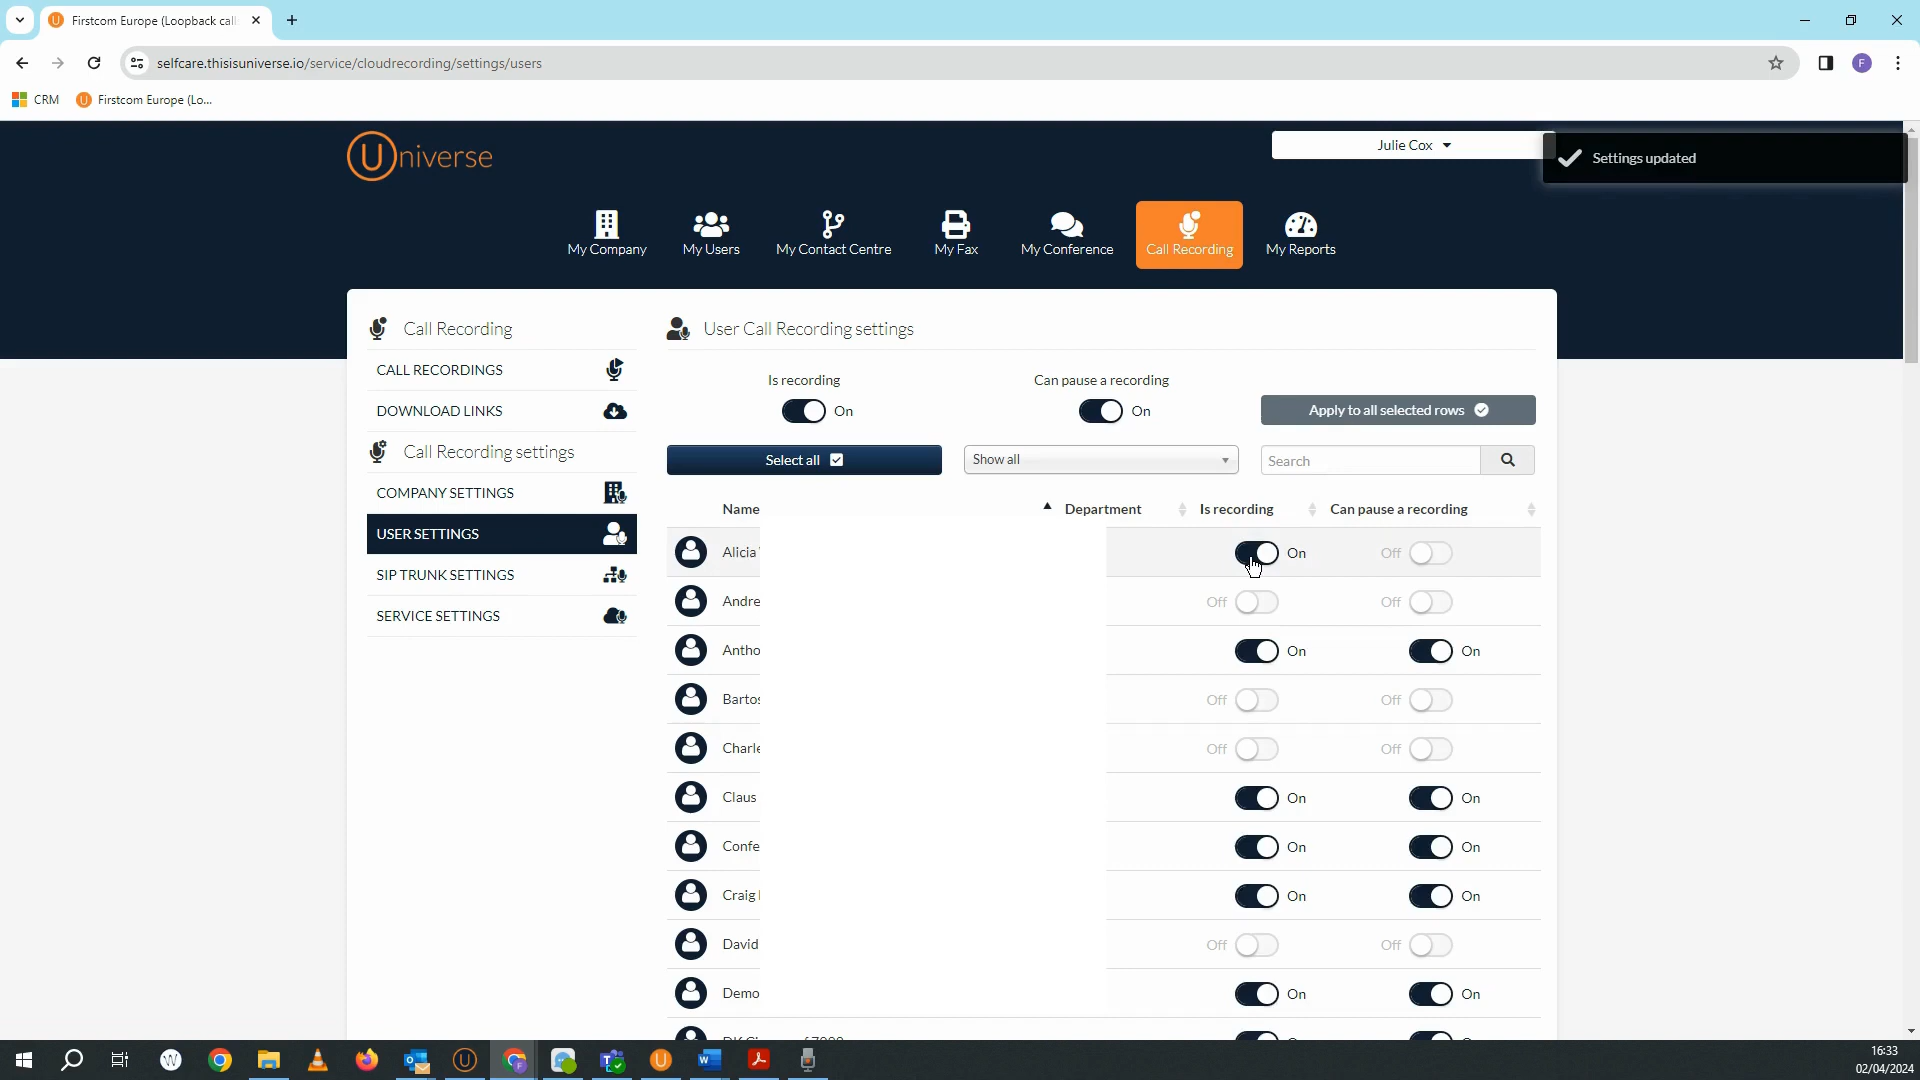 Firstcom Europe (Loopback call
selfcare.thisisuniverse.io/service/cloudrecording/settings/users
F
CRM
Firstcom Europe (Lo...
Universe
Julie Cox
Settings updated
My Company
My Users
My Contact Centre
My Fax
My Conference
Call Recording
My Reports
Call Recording
CALL RECORDINGS
DOWNLOAD LINKS
Call Recording settings
COMPANY SETTINGS
USER SETTINGS
SIP TRUNK SETTINGS
SERVICE SETTINGS
User Call Recording settings
Is recording
Can pause a recording
On
On
Apply to all selected rows
Select all
Show all
Search
Name Department Is recording Can pause a recording
Alicia On Off
Andre Off Off
Antho On On
Bartos Off Off
Charle Off Off
Claus On On
Confe On On
Craig On On
David Off Off
Demo On On
16:33
02/04/2024